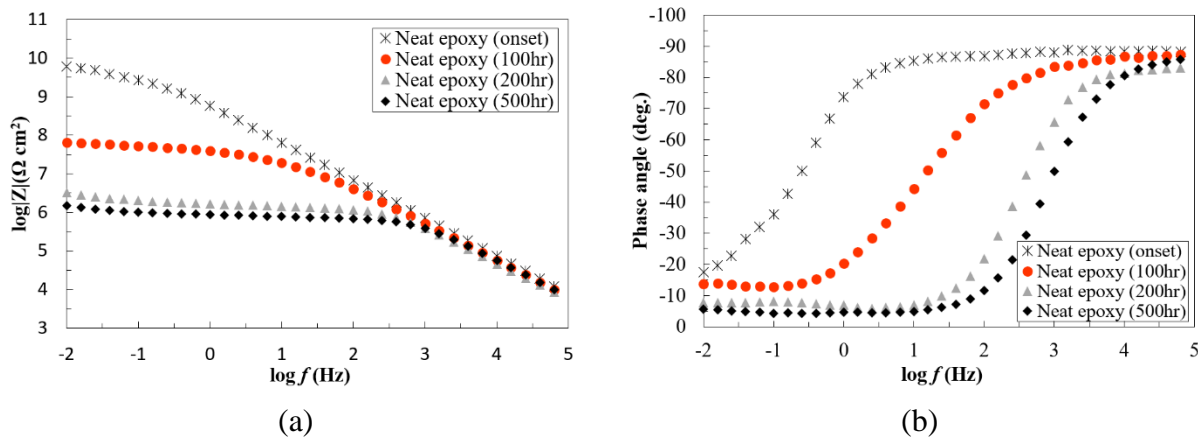 11
10
9
8
7
6
5
4
3
log|Z|(Ω cm²)
Neat epoxy (onset)
Neat epoxy (100hr)
Neat epoxy (200hr)
Neat epoxy (500hr)
-2 -1 0 1 2 3 4 5
log f (Hz)
(a)
-100
-90
-80
-70
-60
-50
-40
-30
-20
-10
0
Phase angle (deg.)
Neat epoxy (onset)
Neat epoxy (100hr)
Neat epoxy (200hr)
Neat epoxy (500hr)
-2 -1 0 1 2 3 4 5
log f (Hz)
(b)